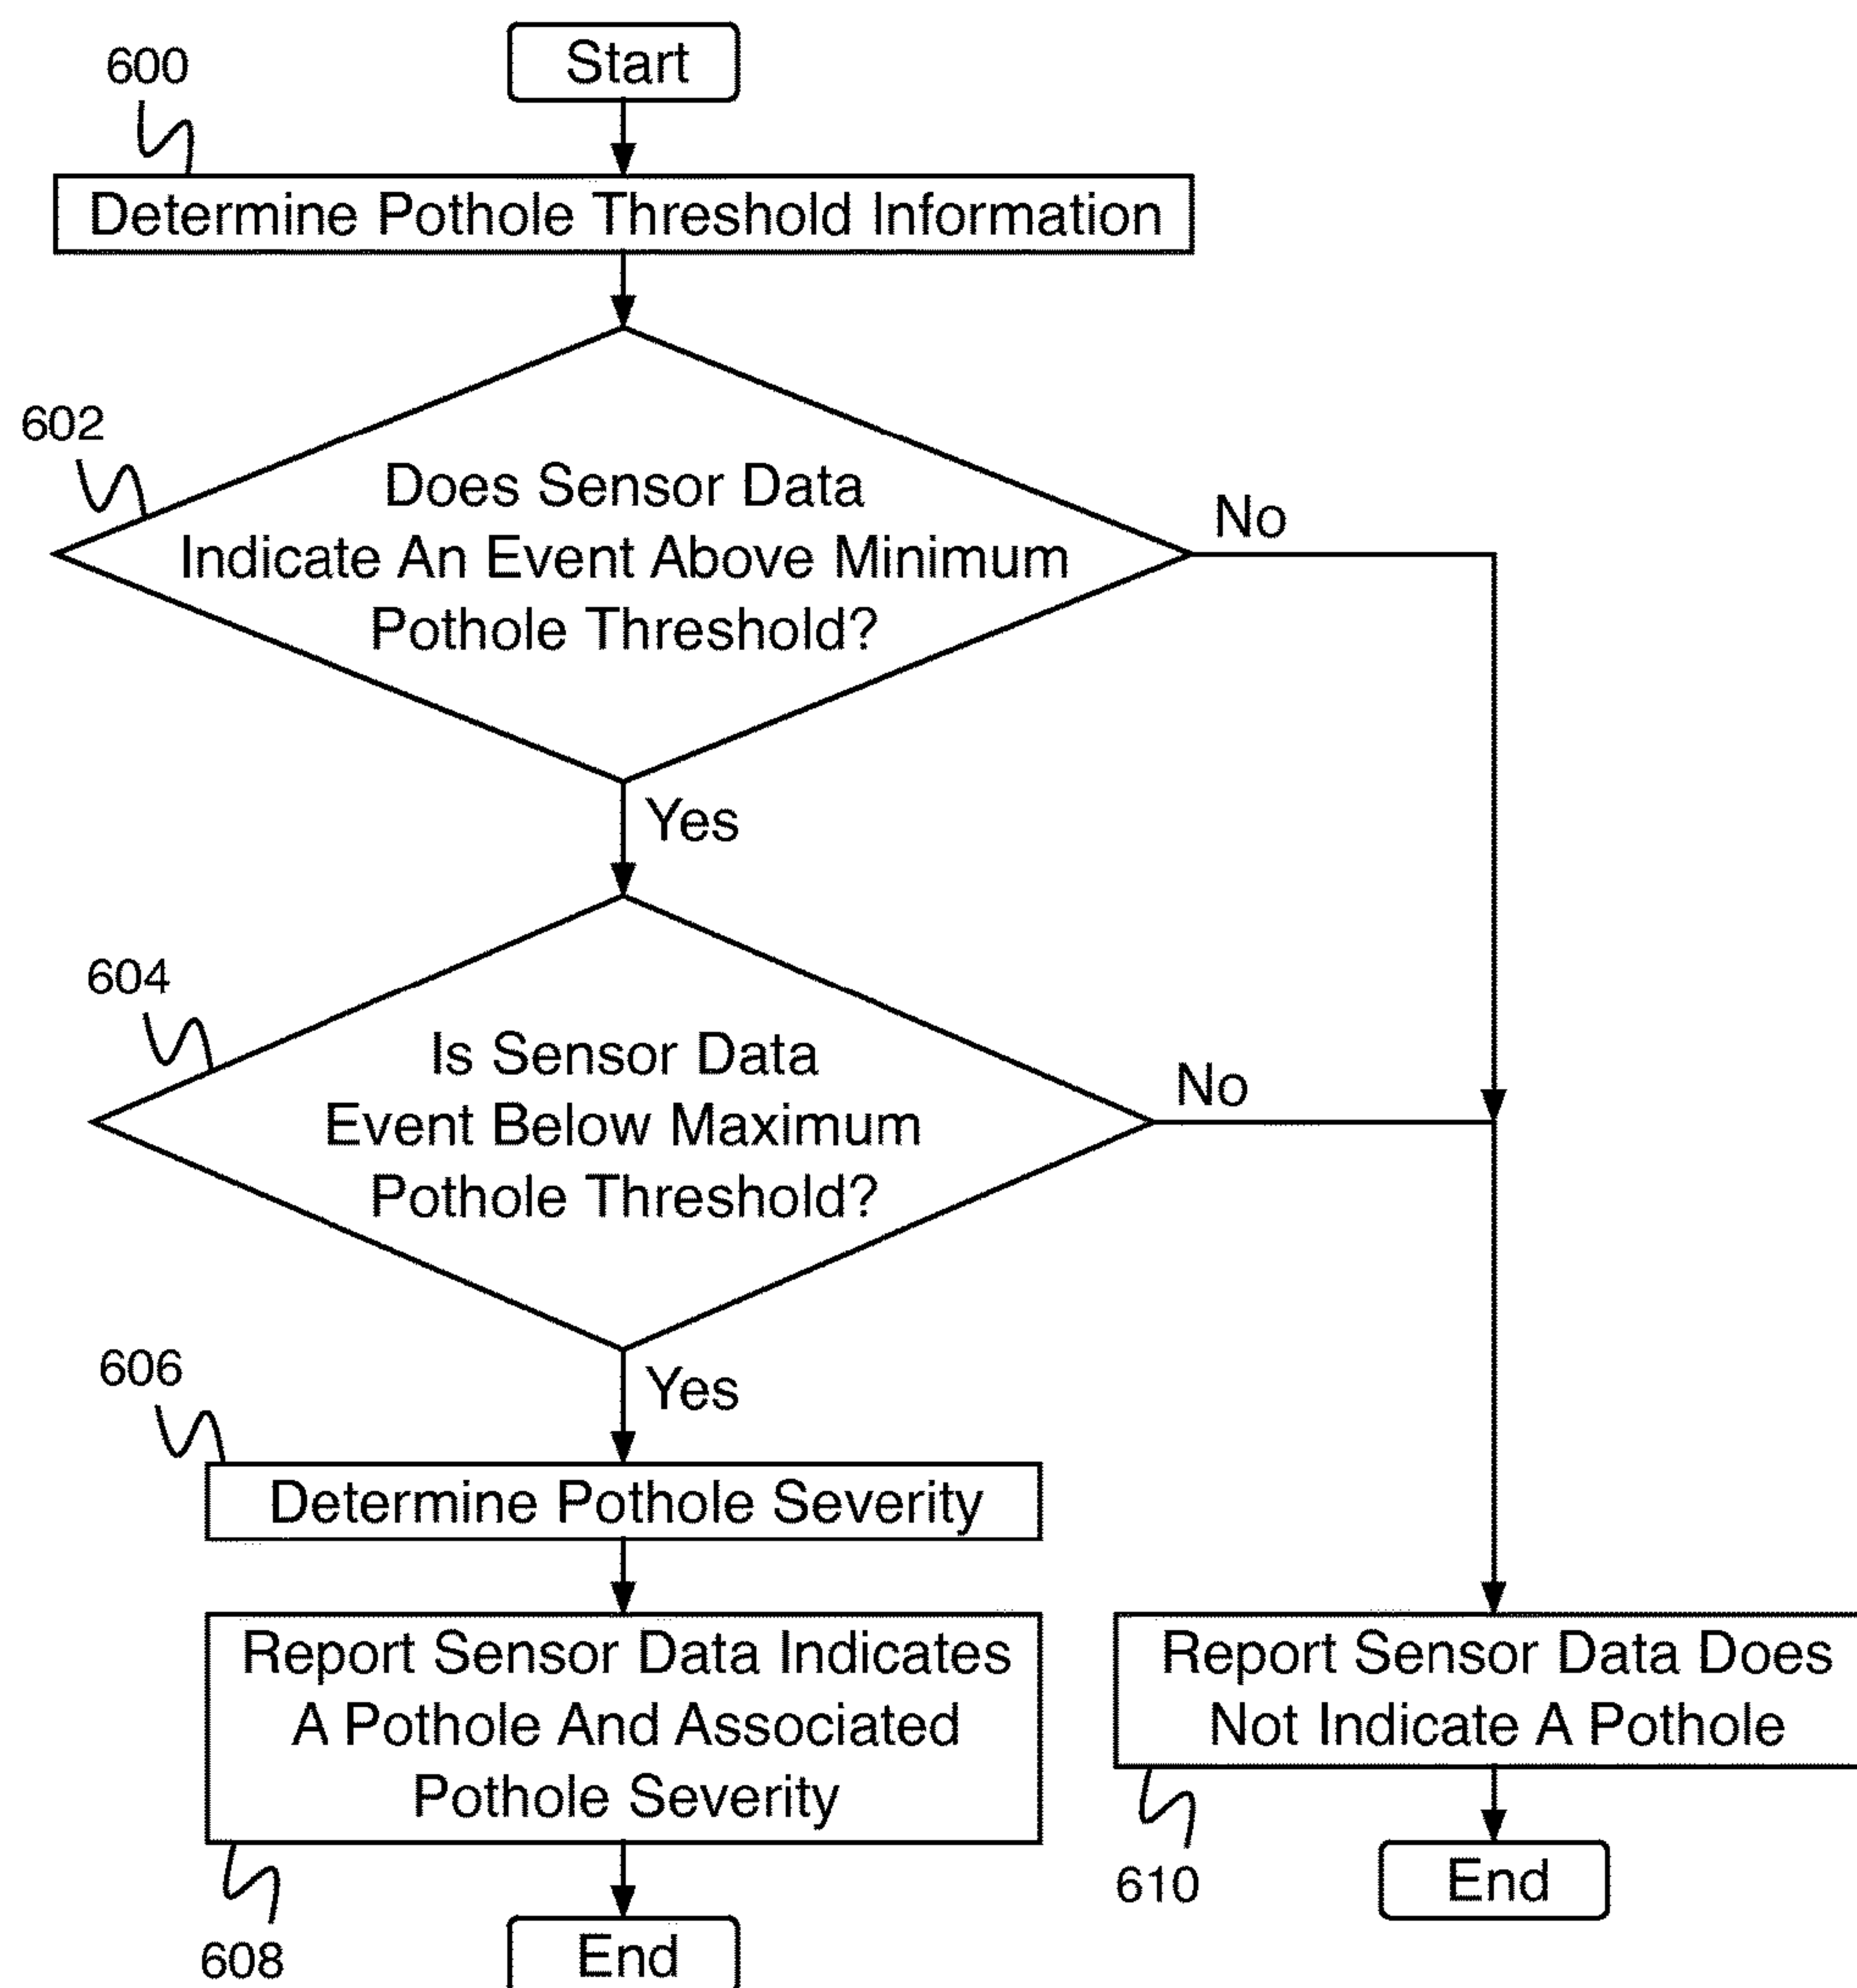 Start
600
Determine Pothole Threshold Information
602
Does Sensor Data
Indicate An Event Above Minimum
Pothole Threshold?
No
Yes
604
Is Sensor Data
Event Below Maximum
Pothole Threshold?
No
Yes
606
Determine Pothole Severity
Report Sensor Data Indicates
A Pothole And Associated
Pothole Severity
608
End
Report Sensor Data Does
Not Indicate A Pothole
610
End